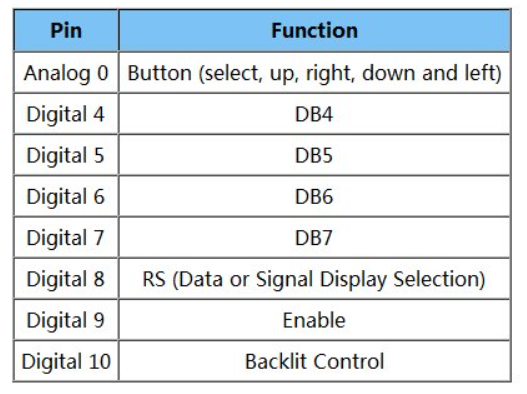 Pin Function
Analog 0 Button (select, up, right, down and left)
Digital 4 DB4
Digital 5 DB5
Digital 6 DB6
Digital 7 DB7
Digital 8 RS (Data or Signal Display Selection)
Digital 9 Enable
Digital 10 Backlit Control